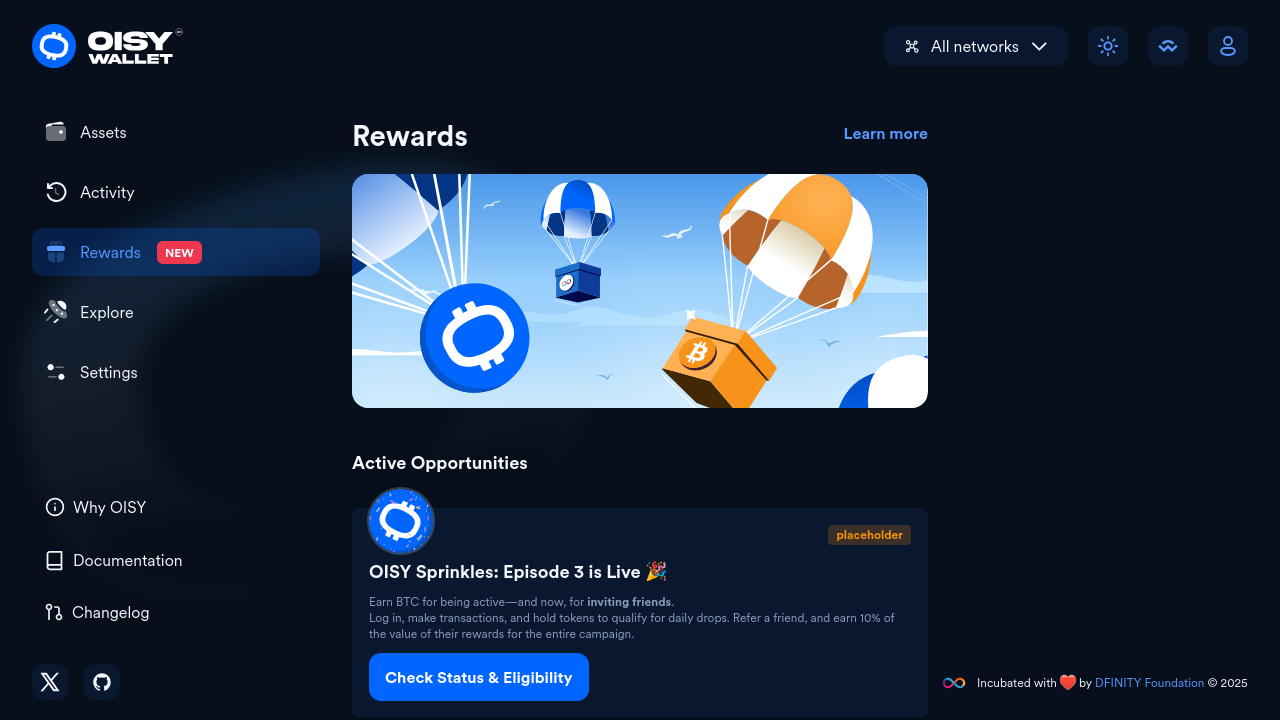 OISY
WALLET
All networks
Assets
Activity
Rewards NEW
Explore
Settings
Why OISY
Documentation
Changelog
Rewards
Learn more
Active Opportunities
placeholder
OISY Sprinkles: Episode 3 is Live 🎉
Earn BTC for being active—and now, for inviting friends.
Log in, make transactions, and hold tokens to qualify for daily drops. Refer a friend, and earn 10% of
the value of their rewards for the entire campaign.
Check Status & Eligibility
Incubated with ❤️ by DFINITY Foundation © 2025